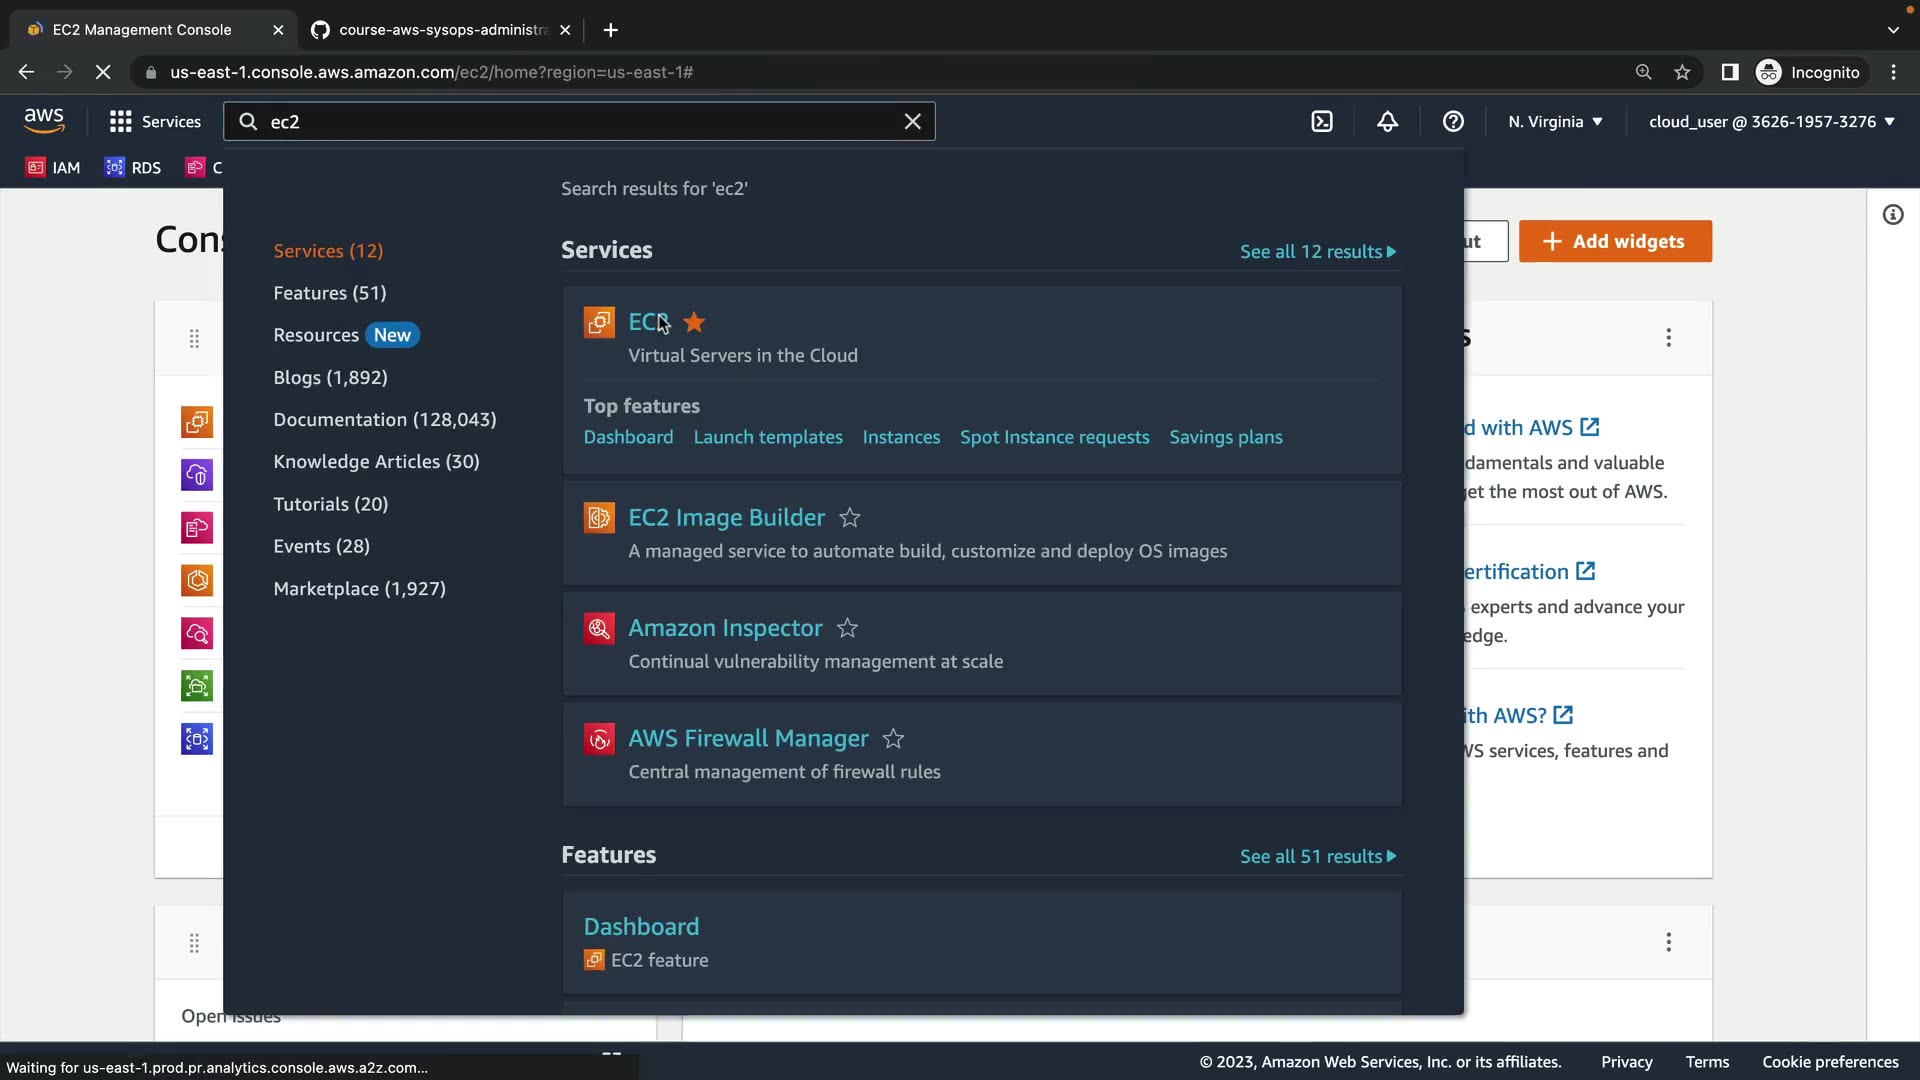 EC2 Management Console
course-aws-sysops-administra
us-east-1.console.aws.amazon.com/ec2/home?region=us-east-1#
Incognito
aws
Services
ec2
N. Virginia
cloud_user @ 3626-1957-3276
IAM
RDS
C
Search results for 'ec2'
Cons
ut
Add widgets
Services (12)
Features (51)
Resources New
Blogs (1,892)
Documentation (128,043)
Knowledge Articles (30)
Tutorials (20)
Events (28)
Marketplace (1,927)
Services
See all 12 results
EC2
Virtual Servers in the Cloud
Top features
Dashboard Launch templates Instances Spot Instance requests Savings plans
EC2 Image Builder
A managed service to automate build, customize and deploy OS images
Amazon Inspector
Continual vulnerability management at scale
AWS Firewall Manager
Central management of firewall rules
Features
See all 51 results
Dashboard
EC2 feature
s
d with AWS
damentals and valuable
get the most out of AWS.
ertification
experts and advance your
edge.
ith AWS?
WS services, features and
Open issues
Waiting for us-east-1.prod.pr.analytics.console.aws.a2z.com...
© 2023, Amazon Web Services, Inc. or its affiliates.
Privacy
Terms
Cookie preferences